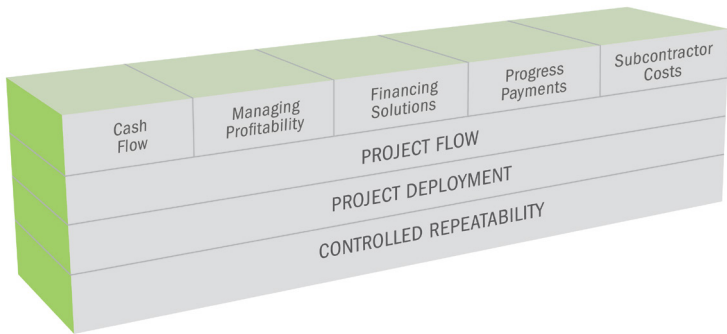 Cash
Flow
Managing
Profitability
Financing
Solutions
Progress
Payments
Subcontractor
Costs
PROJECT FLOW
PROJECT DEPLOYMENT
CONTROLLED REPEATABILITY